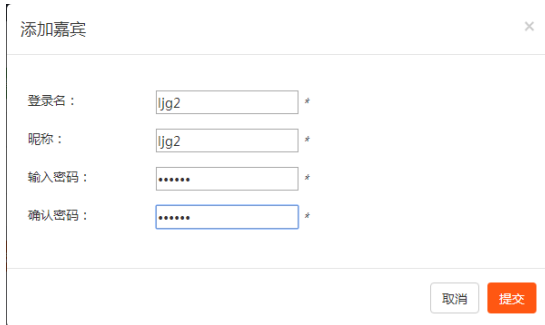 添加嘉宾 ×
登录名： ljg2 *
昵称： ljg2 *
输入密码： •••••• *
确认密码： •••••• *
取消 提交